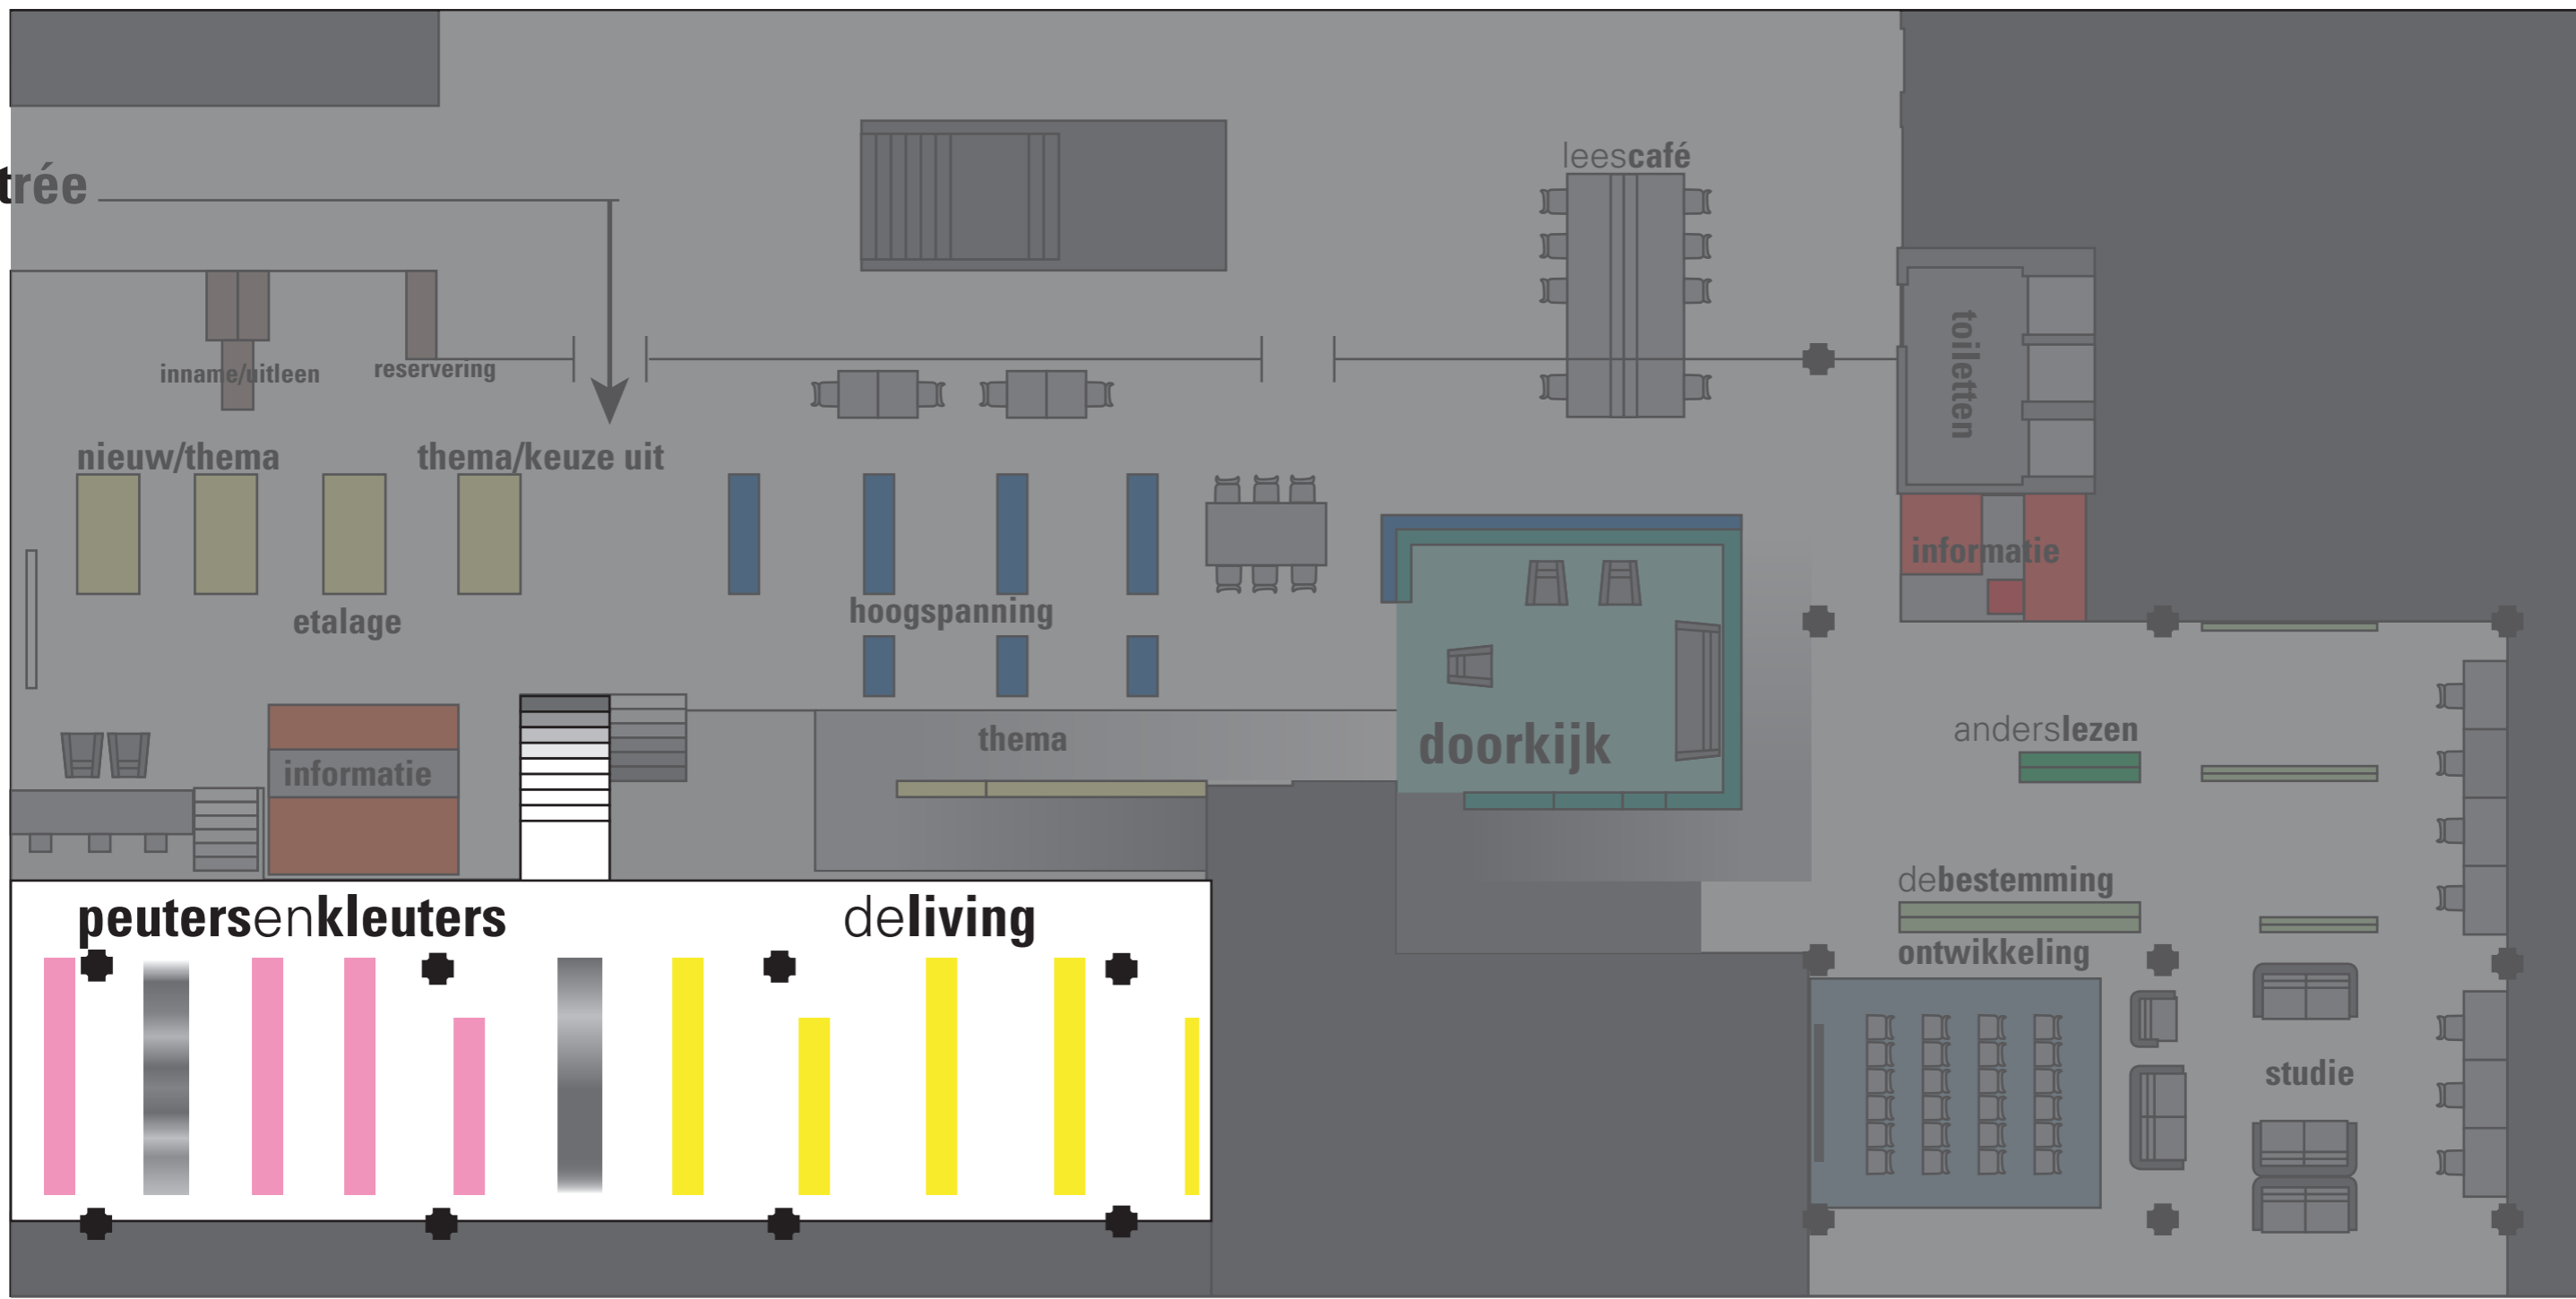 leescafé
trée
toiletten
inname/uitleen
reservering
nieuw/thema
thema/keuze uit
informatie
hoogspanning
etalage
thema
doorkijk
anderslezen
informatie
debestemming
peutersenkleuters
deliving
ontwikkeling
studie